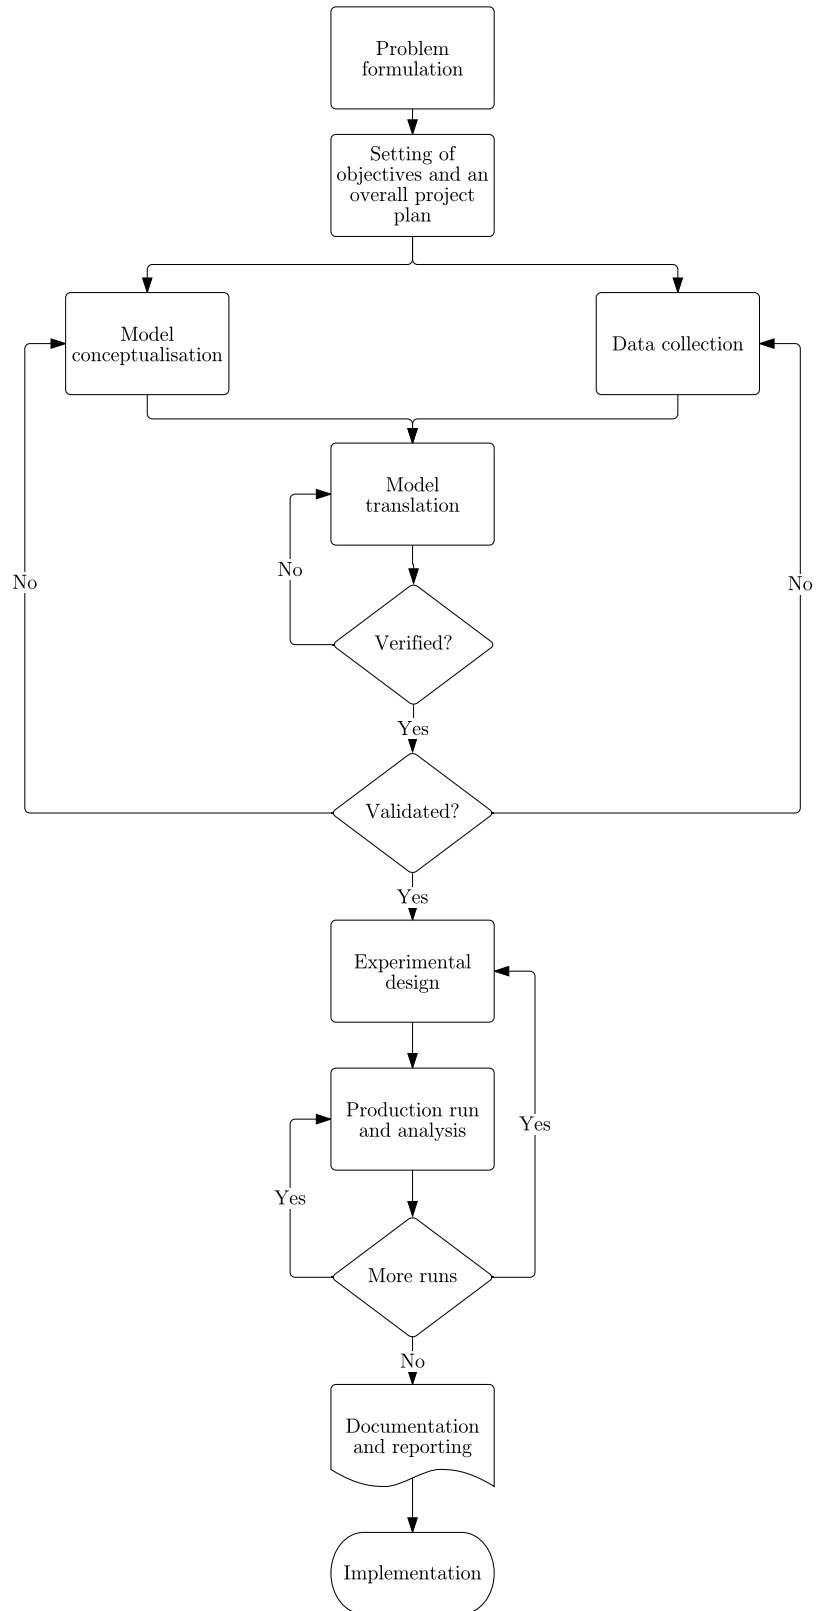 Problem
formulation
Setting of
objectives and an
overall project
plan
Model
conceptualisation
Data collection
Model
translation
No
No
No
Verified?
Yes
Validated?
Yes
Experimental
design
Production run
and analysis
Yes
Yes
More runs
No
Documentation
and reporting
Implementation